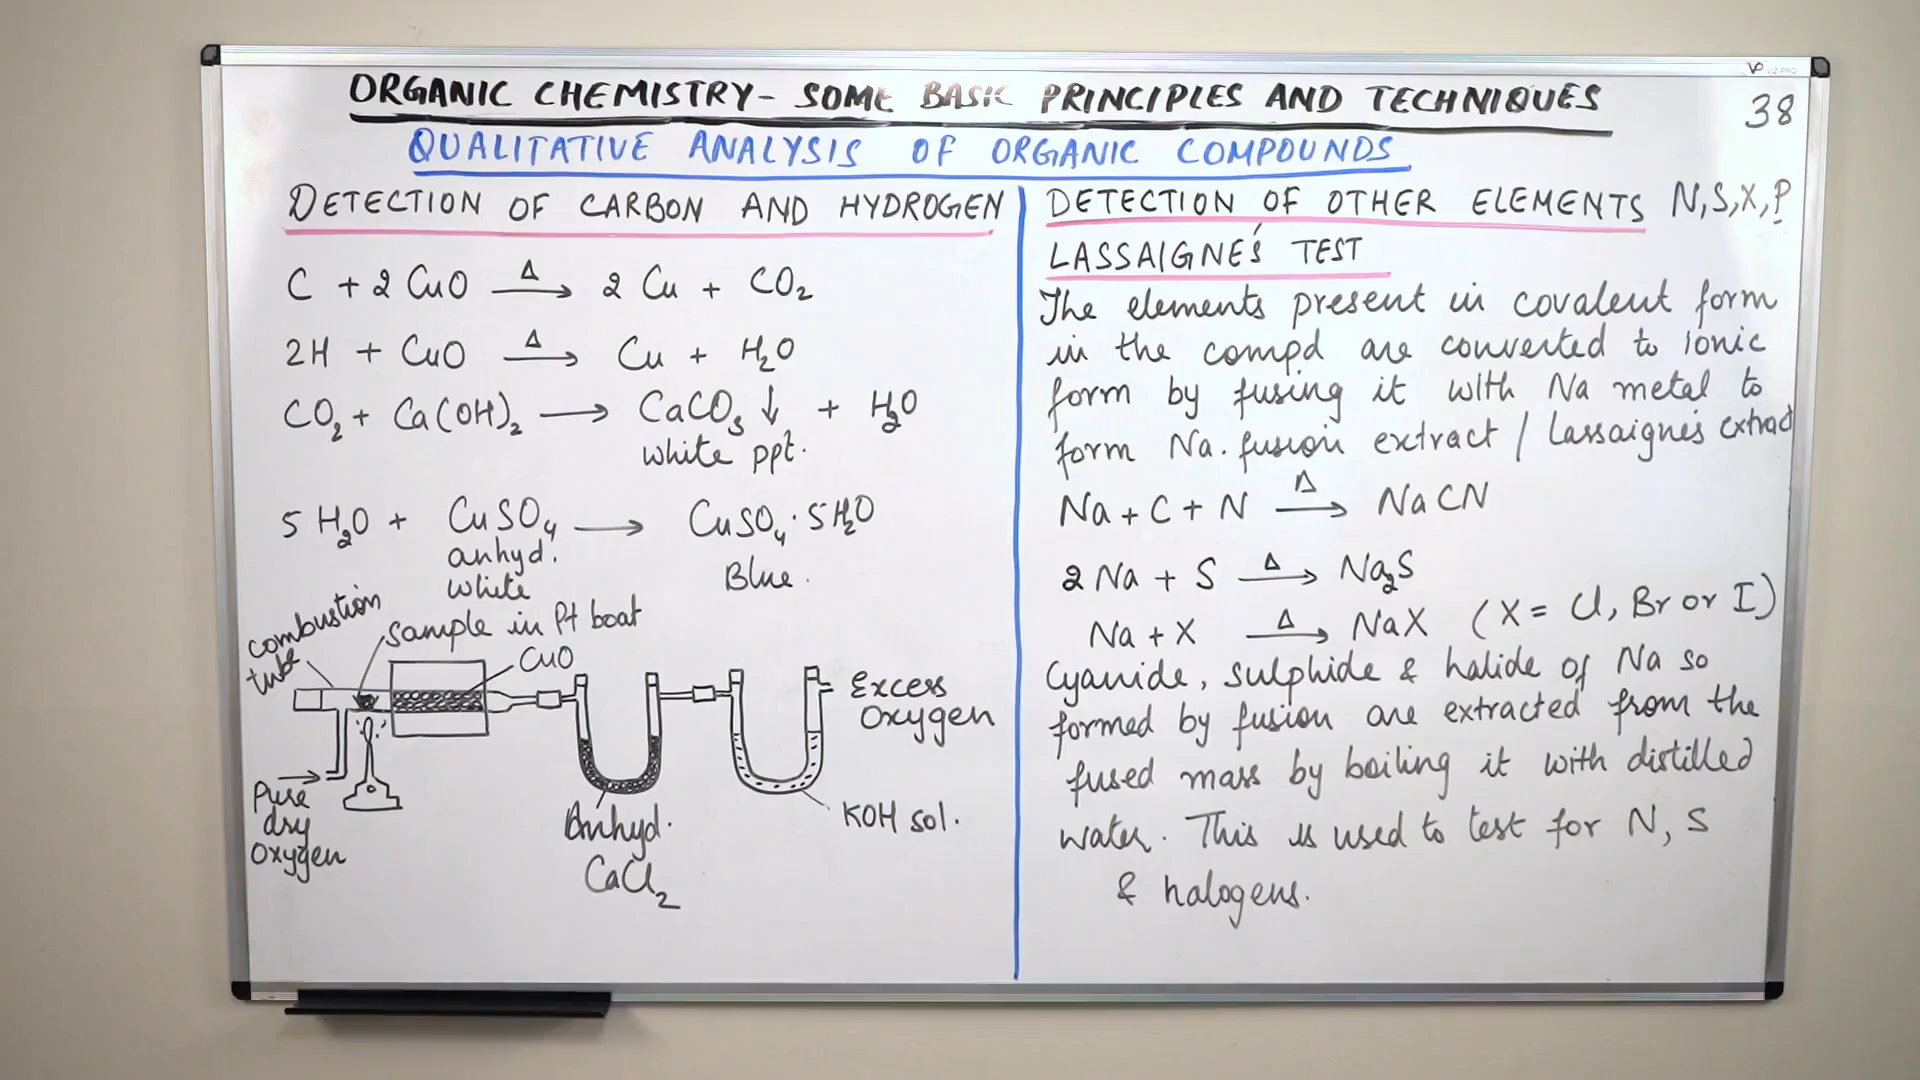 ORGANIC CHEMISTRY - SOME BASIC PRINCIPLES AND TECHNIQUES
38
QUALITATIVE ANALYSIS OF ORGANIC COMPOUNDS
DETECTION OF CARBON AND HYDROGEN
C + 2 CuO —Δ→ 2 Cu + CO₂
2H + CuO —Δ→ Cu + H₂O
CO₂ + Ca(OH)₂ → CaCO₃ ↓ + H₂O
white ppt.
5 H₂O + CuSO₄ → CuSO₄ · 5H₂O
anhyd.
white
Blue.
combustion
tube
sample in Pt boat
CuO
Excess
Oxygen
Pure
dry
Oxygen
Anhyd.
CaCl₂
KOH sol.
DETECTION OF OTHER ELEMENTS N, S, X, P
LASSAIGNE'S TEST
The elements present in covalent form
in the compd are converted to ionic
form by fusing it with Na metal to
form Na. fusion extract / Lassaigne's extract
Na + C + N —Δ→ NaCN
2 Na + S —Δ→ Na₂S
Na + X —Δ→ NaX (X = Cl, Br or I)
Cyanide, sulphide & halide of Na so
formed by fusion are extracted from the
fused mass by boiling it with distilled
water. This is used to test for N, S
& halogens.